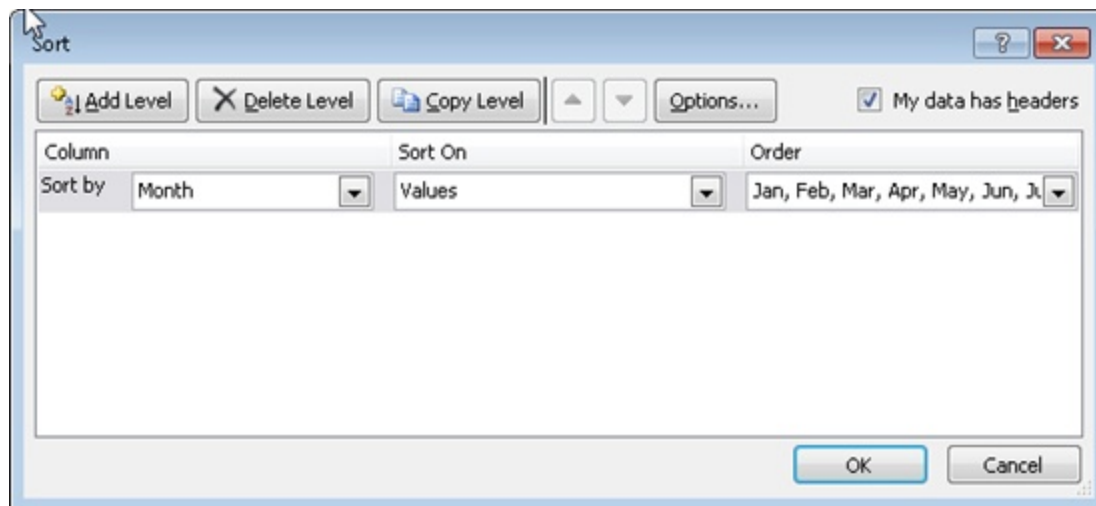 Sort
Add Level Delete Level Copy Level Options... My data has headers
Column Sort On Order
Sort by Month Values Jan, Feb, Mar, Apr, May, Jun,
OK Cancel